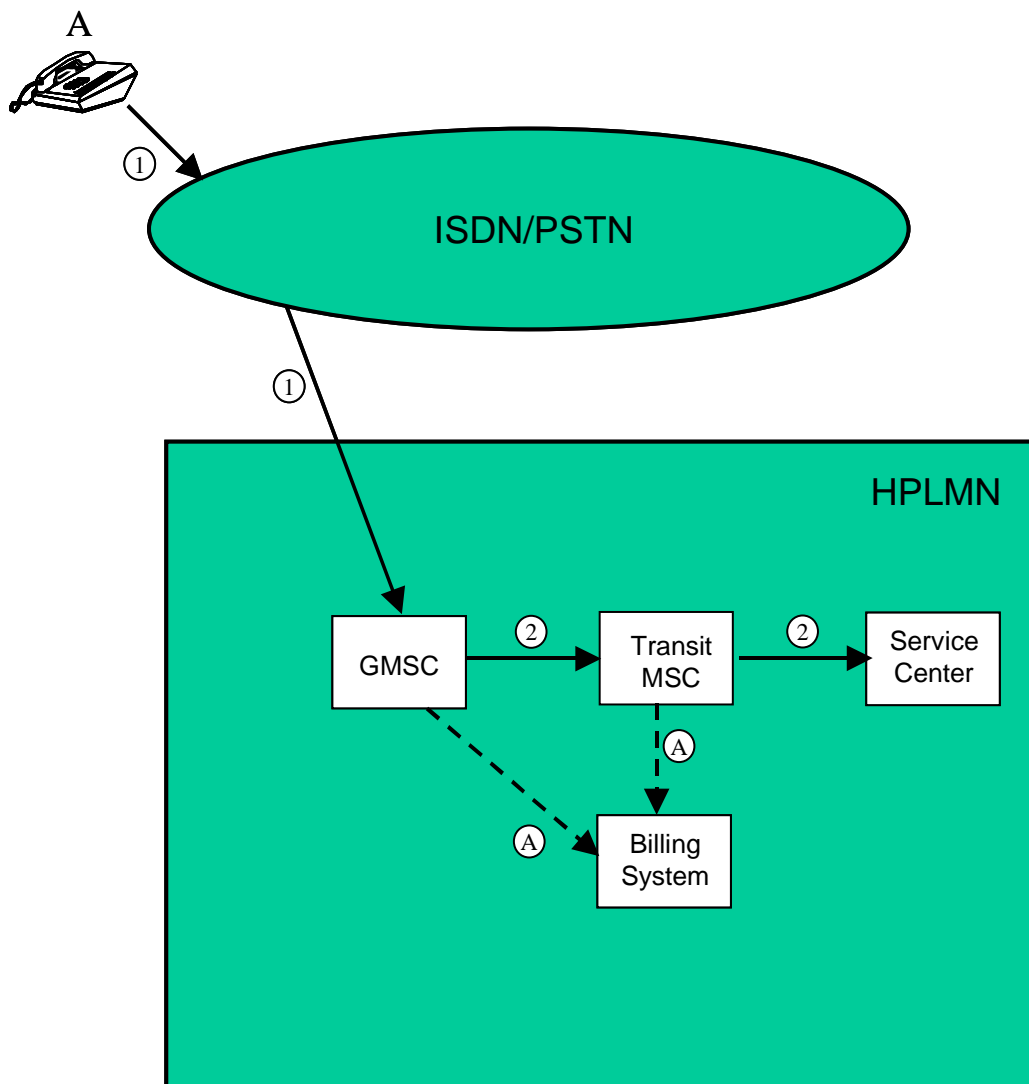 A
1
ISDN/PSTN
1
HPLMN
GMSC
2
Transit
MSC
2
Service
Center
A
A
Billing
System